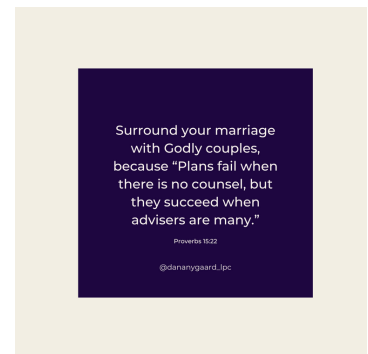 Surround your marriage
with Godly couples,
because “Plans fail when
there is no counsel, but
they succeed when
advisers are many.”
Proverbs 15:22
@dananygaard_lpc